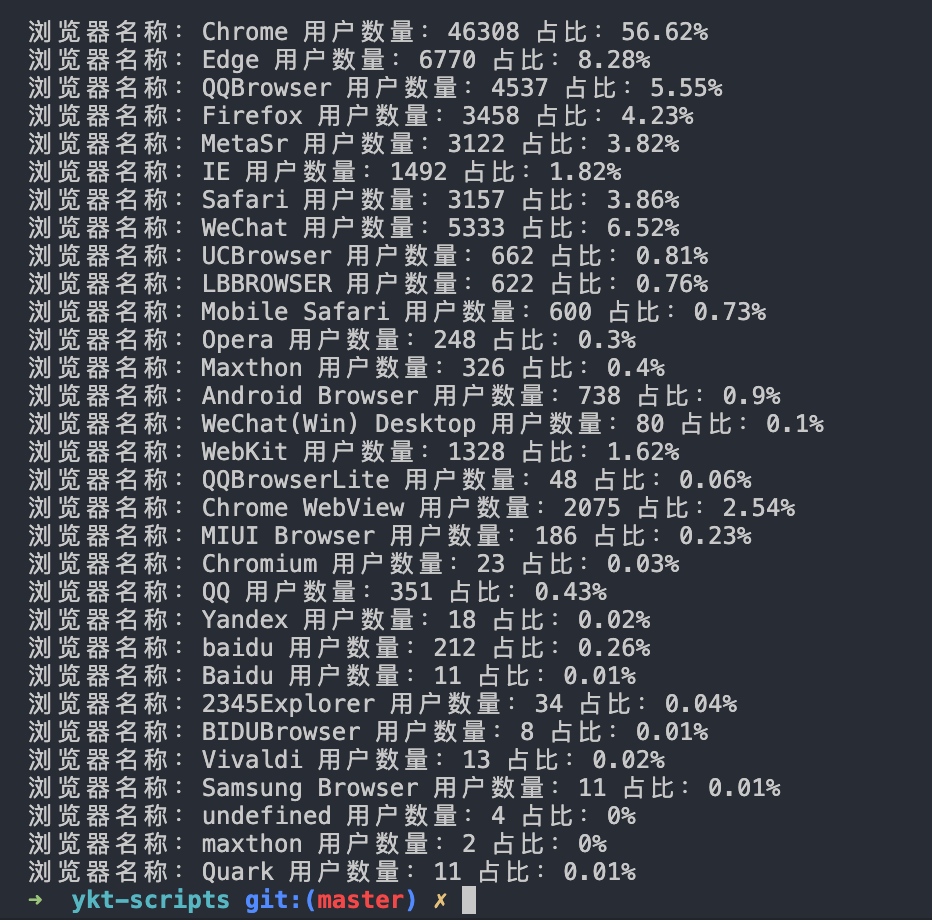 浏览器名称: Chrome 用户数量: 46308 占比: 56.62%
浏览器名称: Edge 用户数量: 6770 占比: 8.28%
浏览器名称: QQBrowser 用户数量: 4537 占比: 5.55%
浏览器名称: Firefox 用户数量: 3458 占比: 4.23%
浏览器名称: MetaSr 用户数量: 3122 占比: 3.82%
浏览器名称: IE 用户数量: 1492 占比: 1.82%
浏览器名称: Safari 用户数量: 3157 占比: 3.86%
浏览器名称: WeChat 用户数量: 5333 占比: 6.52%
浏览器名称: UCBrowser 用户数量: 662 占比: 0.81%
浏览器名称: LBBROWSER 用户数量: 622 占比: 0.76%
浏览器名称: Mobile Safari 用户数量: 600 占比: 0.73%
浏览器名称: Opera 用户数量: 248 占比: 0.3%
浏览器名称: Maxthon 用户数量: 326 占比: 0.4%
浏览器名称: Android Browser 用户数量: 738 占比: 0.9%
浏览器名称: WeChat(Win) Desktop 用户数量: 80 占比: 0.1%
浏览器名称: WebKit 用户数量: 1328 占比: 1.62%
浏览器名称: QQBrowserLite 用户数量: 48 占比: 0.06%
浏览器名称: Chrome WebView 用户数量: 2075 占比: 2.54%
浏览器名称: MIUI Browser 用户数量: 186 占比: 0.23%
浏览器名称: Chromium 用户数量: 23 占比: 0.03%
浏览器名称: QQ 用户数量: 351 占比: 0.43%
浏览器名称: Yandex 用户数量: 18 占比: 0.02%
浏览器名称: baidu 用户数量: 212 占比: 0.26%
浏览器名称: Baidu 用户数量: 11 占比: 0.01%
浏览器名称: 2345Explorer 用户数量: 34 占比: 0.04%
浏览器名称: BIDUBrowser 用户数量: 8 占比: 0.01%
浏览器名称: Vivaldi 用户数量: 13 占比: 0.02%
浏览器名称: Samsung Browser 用户数量: 11 占比: 0.01%
浏览器名称: undefined 用户数量: 4 占比: 0%
浏览器名称: maxthon 用户数量: 2 占比: 0%
浏览器名称: Quark 用户数量: 11 占比: 0.01%
➜ ykt-scripts git:(master) ✗